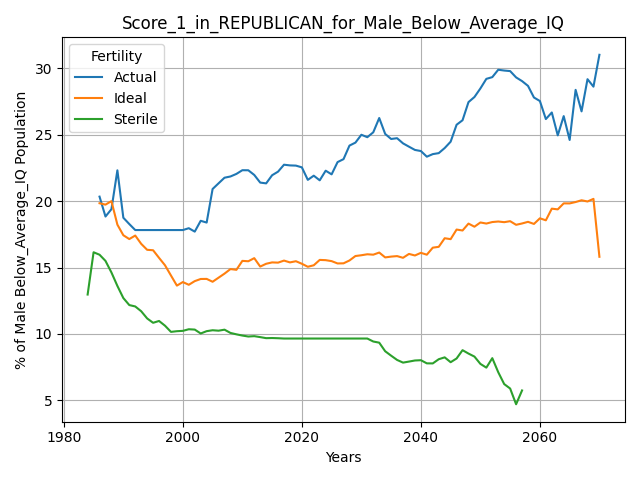 Score_1_in_REPUBLICAN_for_Male_Below_Average_IQ
Fertility
Actual
Ideal
Sterile
% of Male Below_Average_IQ Population
30
25
20
15
10
5
1980
2000
2020
2040
2060
Years